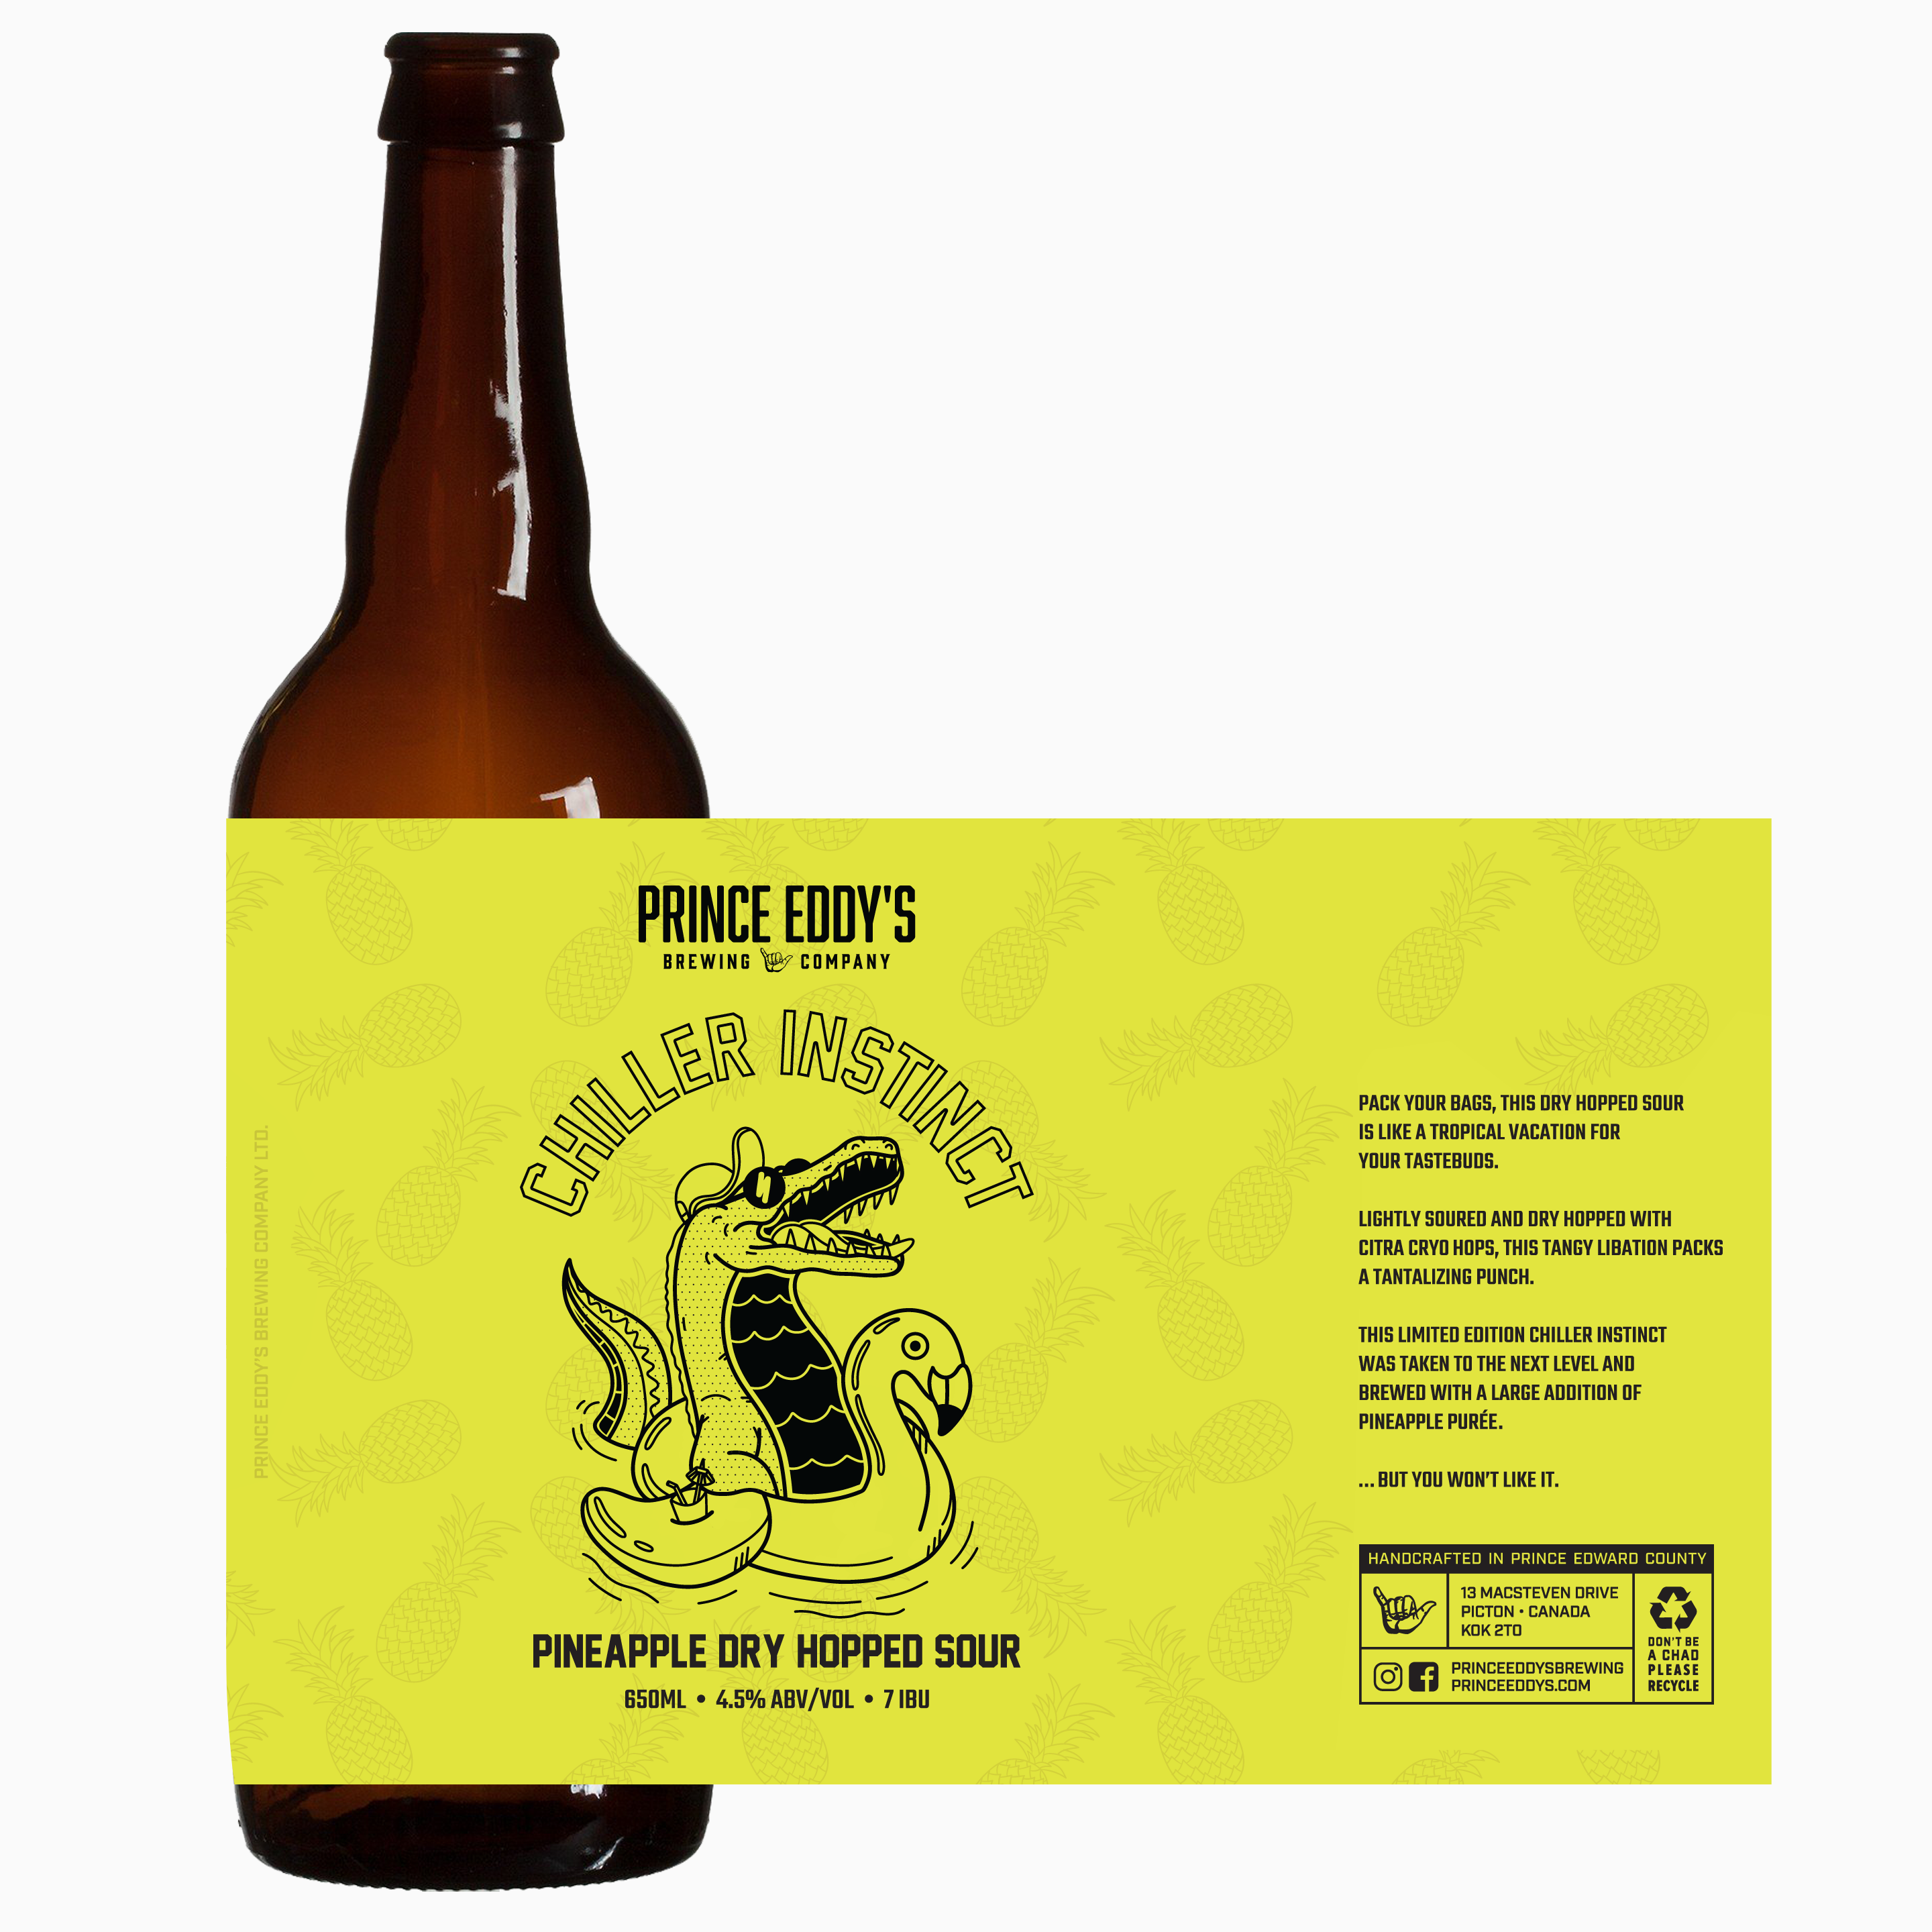 PRINCE EDDY'S BREWING COMPANY LTD.
PRINCE EDDY'S
BREWING COMPANY
CHILLER INSTINCT
PINEAPPLE DRY HOPPED SOUR
650ML • 4.5% ABV/VOL • 7 IBU
PACK YOUR BAGS, THIS DRY HOPPED SOUR
IS LIKE A TROPICAL VACATION FOR
YOUR TASTEBUDS.
LIGHTLY SOURED AND DRY HOPPED WITH
CITRA CRYO HOPS, THIS TANGY LIBATION PACKS
A TANTALIZING PUNCH.
THIS LIMITED EDITION CHILLER INSTINCT
WAS TAKEN TO THE NEXT LEVEL AND
BREWED WITH A LARGE ADDITION OF
PINEAPPLE PURÉE.
...BUT YOU WON'T LIKE IT.
HANDCRAFTED IN PRINCE EDWARD COUNTY
13 MACSTEVEN DRIVE
PICTON • CANADA
K0K 2T0
PRINCEEDDYSBREWING
PRINCEEDDYS.COM
DON'T BE
A CHAD
PLEASE
RECYCLE